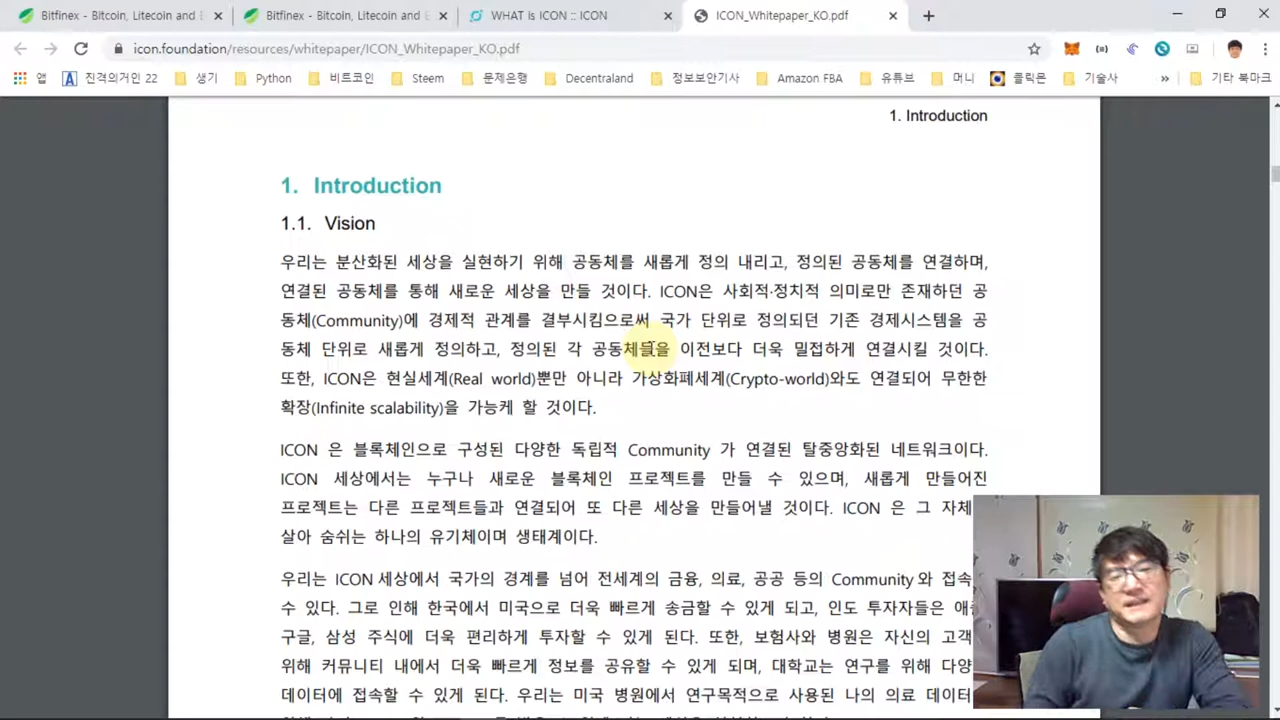 Bitfinex - Bitcoin, Litecoin and E
Bitfinex - Bitcoin, Litecoin and E
WHAT is ICON :: ICON
ICON_Whitepaper_KO.pdf
icon.foundation/resources/whitepaper/ICON_Whitepaper_KO.pdf
앱 진격의거인 22 생기 Python 비트코인 Steem 문제은행 Decentraland 정보보안기사 Amazon FBA 유튜브 머니 클릭몬 기술사 » 기타 북마크
1. Introduction
1. Introduction
1.1. Vision
우리는 분산화된 세상을 실현하기 위해 공동체를 새롭게 정의 내리고, 정의된 공동체를 연결하며,
연결된 공동체를 통해 새로운 세상을 만들 것이다. ICON은 사회적·정치적 의미로만 존재하던 공
동체(Community)에 경제적 관계를 결부시킴으로써 국가 단위로 정의되던 기존 경제시스템을 공
동체 단위로 새롭게 정의하고, 정의된 각 공동체들을 이전보다 더욱 밀접하게 연결시킬 것이다.
또한, ICON은 현실세계(Real world)뿐만 아니라 가상화폐세계(Crypto-world)와도 연결되어 무한한
확장(Infinite scalability)을 가능케 할 것이다.
ICON 은 블록체인으로 구성된 다양한 독립적 Community 가 연결된 탈중앙화된 네트워크이다.
ICON 세상에서는 누구나 새로운 블록체인 프로젝트를 만들 수 있으며, 새롭게 만들어진
프로젝트는 다른 프로젝트들과 연결되어 또 다른 세상을 만들어낼 것이다. ICON 은 그 자체
살아 숨쉬는 하나의 유기체이며 생태계이다.
우리는 ICON 세상에서 국가의 경계를 넘어 전세계의 금융, 의료, 공공 등의 Community 와 접속
수 있다. 그로 인해 한국에서 미국으로 더욱 빠르게 송금할 수 있게 되고, 인도 투자자들은
구글, 삼성 주식에 더욱 편리하게 투자할 수 있게 된다. 또한, 보험사와 병원은 자신의 고객
위해 커뮤니티 내에서 더욱 빠르게 정보를 공유할 수 있게 되며, 대학교는 연구를 위해 다양
데이터에 접속할 수 있게 된다. 우리는 미국 병원에서 연구목적으로 사용된 나의 의료 데이터